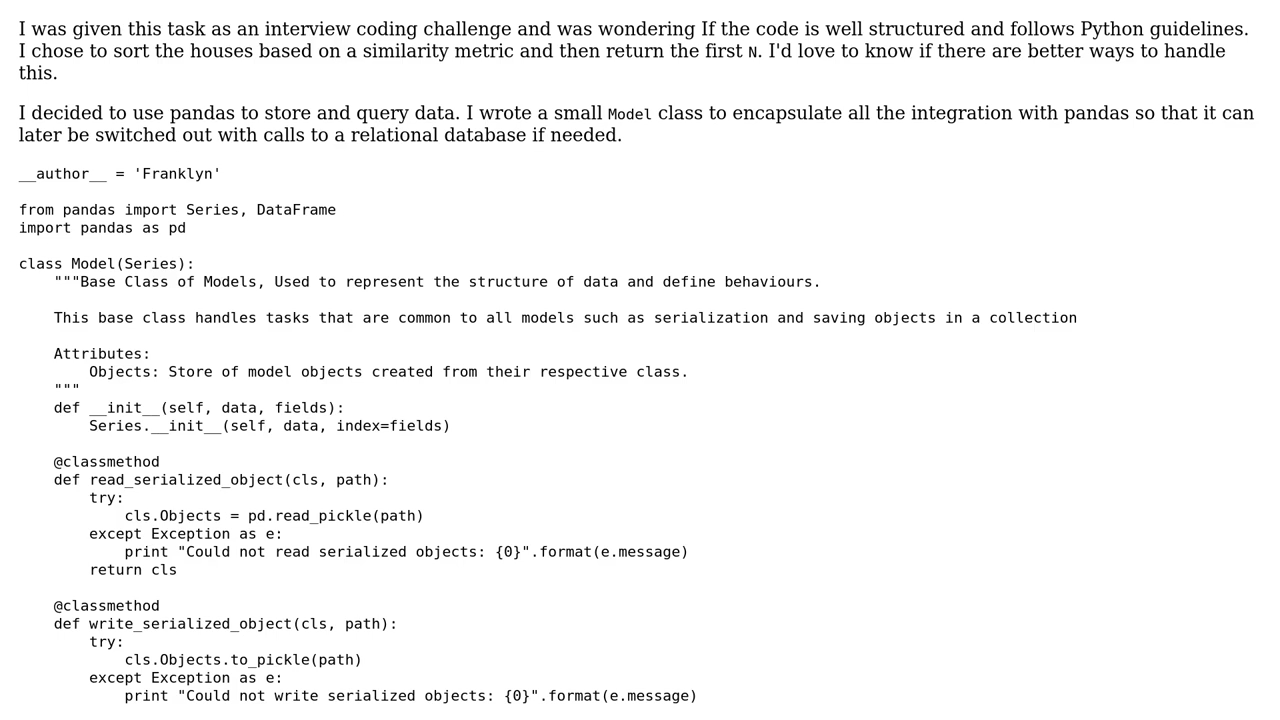 I was given this task as an interview coding challenge and was wondering If the code is well structured and follows Python guidelines.
I chose to sort the houses based on a similarity metric and then return the first N. I'd love to know if there are better ways to handle
this.
I decided to use pandas to store and query data. I wrote a small Model class to encapsulate all the integration with pandas so that it can
later be switched out with calls to a relational database if needed.
__author__ = 'Franklyn'
from pandas import Series, DataFrame
import pandas as pd
class Model(Series):
    """Base Class of Models, Used to represent the structure of data and define behaviours.
    This base class handles tasks that are common to all models such as serialization and saving objects in a collection
    Attributes:
        Objects: Store of model objects created from their respective class.
    """
    def __init__(self, data, fields):
        Series.__init__(self, data, index=fields)
    @classmethod
    def read_serialized_object(cls, path):
        try:
            cls.Objects = pd.read_pickle(path)
        except Exception as e:
            print "Could not read serialized objects: {0}".format(e.message)
        return cls
    @classmethod
    def write_serialized_object(cls, path):
        try:
            cls.Objects.to_pickle(path)
        except Exception as e:
            print "Could not write serialized objects: {0}".format(e.message)